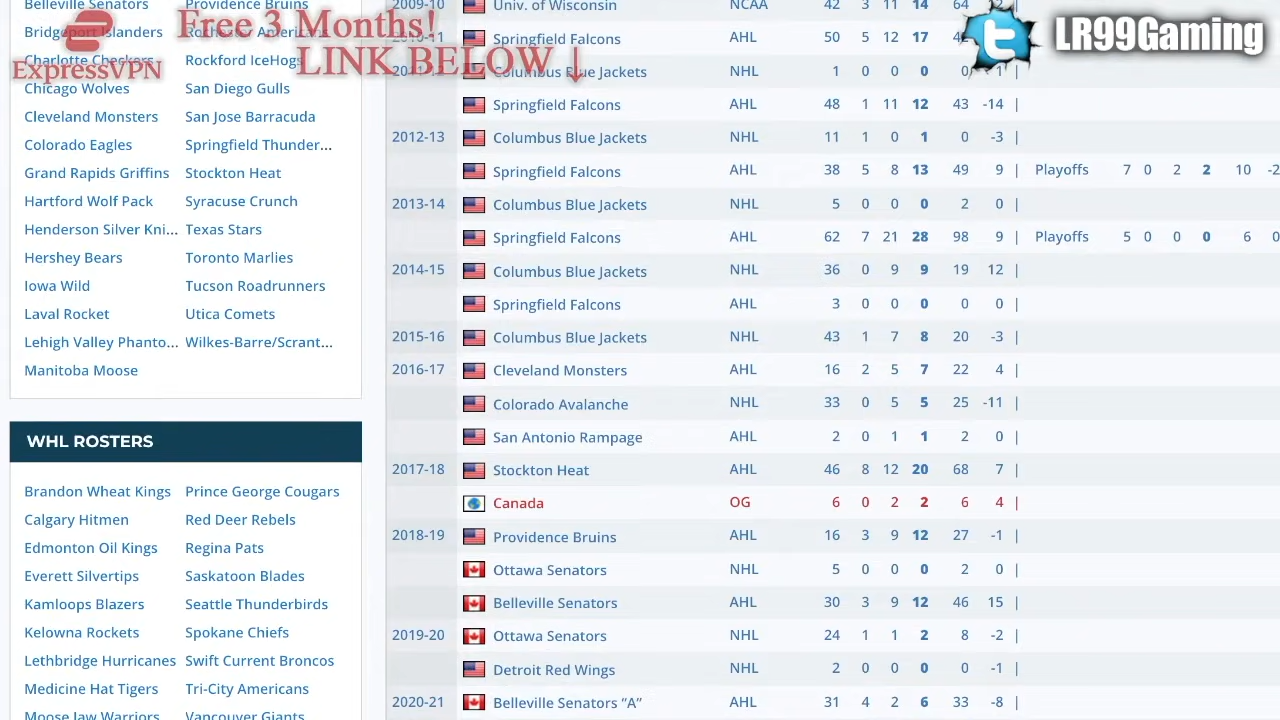 Belleville Senators Providence Bruins
Bridgeport Islanders Rochester Americans
Charlotte Checkers Rockford IceHogs
Chicago Wolves San Diego Gulls
Cleveland Monsters San Jose Barracuda
Colorado Eagles Springfield Thunder...
Grand Rapids Griffins Stockton Heat
Hartford Wolf Pack Syracuse Crunch
Henderson Silver Kni... Texas Stars
Hershey Bears Toronto Marlies
Iowa Wild Tucson Roadrunners
Laval Rocket Utica Comets
Lehigh Valley Phanto... Wilkes-Barre/Scrant...
Manitoba Moose
WHL ROSTERS
Brandon Wheat Kings Prince George Cougars
Calgary Hitmen Red Deer Rebels
Edmonton Oil Kings Regina Pats
Everett Silvertips Saskatoon Blades
Kamloops Blazers Seattle Thunderbirds
Kelowna Rockets Spokane Chiefs
Lethbridge Hurricanes Swift Current Broncos
Medicine Hat Tigers Tri-City Americans
Moose Jaw Warriors Vancouver Giants
ExpressVPN
Free 3 Months!
LINK BELOW ↓
LR99Gaming
2009-10 Univ. of Wisconsin NCAA 42 3 11 14 64
2010-11 Springfield Falcons AHL 50 5 12 17
Columbus Blue Jackets NHL 1 0 0 0 0 |
Springfield Falcons AHL 48 1 11 12 43 -14 |
2012-13 Columbus Blue Jackets NHL 11 1 0 1 0 -3 |
Springfield Falcons AHL 38 5 8 13 49 9 | Playoffs 7 0 2 2 10 -2
2013-14 Columbus Blue Jackets NHL 5 0 0 0 2 0 |
Springfield Falcons AHL 62 7 21 28 98 9 | Playoffs 5 0 0 0 6 0
2014-15 Columbus Blue Jackets NHL 36 0 9 9 19 12 |
Springfield Falcons AHL 3 0 0 0 0 0 |
2015-16 Columbus Blue Jackets NHL 43 1 7 8 20 -3 |
2016-17 Cleveland Monsters AHL 16 2 5 7 22 4 |
Colorado Avalanche NHL 33 0 5 5 25 -11 |
San Antonio Rampage AHL 2 0 1 1 2 0 |
2017-18 Stockton Heat AHL 46 8 12 20 68 7 |
Canada OG 6 0 2 2 6 4 |
2018-19 Providence Bruins AHL 16 3 9 12 27 -1 |
Ottawa Senators NHL 5 0 0 0 2 0 |
Belleville Senators AHL 30 3 9 12 46 15 |
2019-20 Ottawa Senators NHL 24 1 1 2 8 -2 |
Detroit Red Wings NHL 2 0 0 0 0 -1 |
2020-21 Belleville Senators “A” AHL 31 4 2 6 33 -8 |